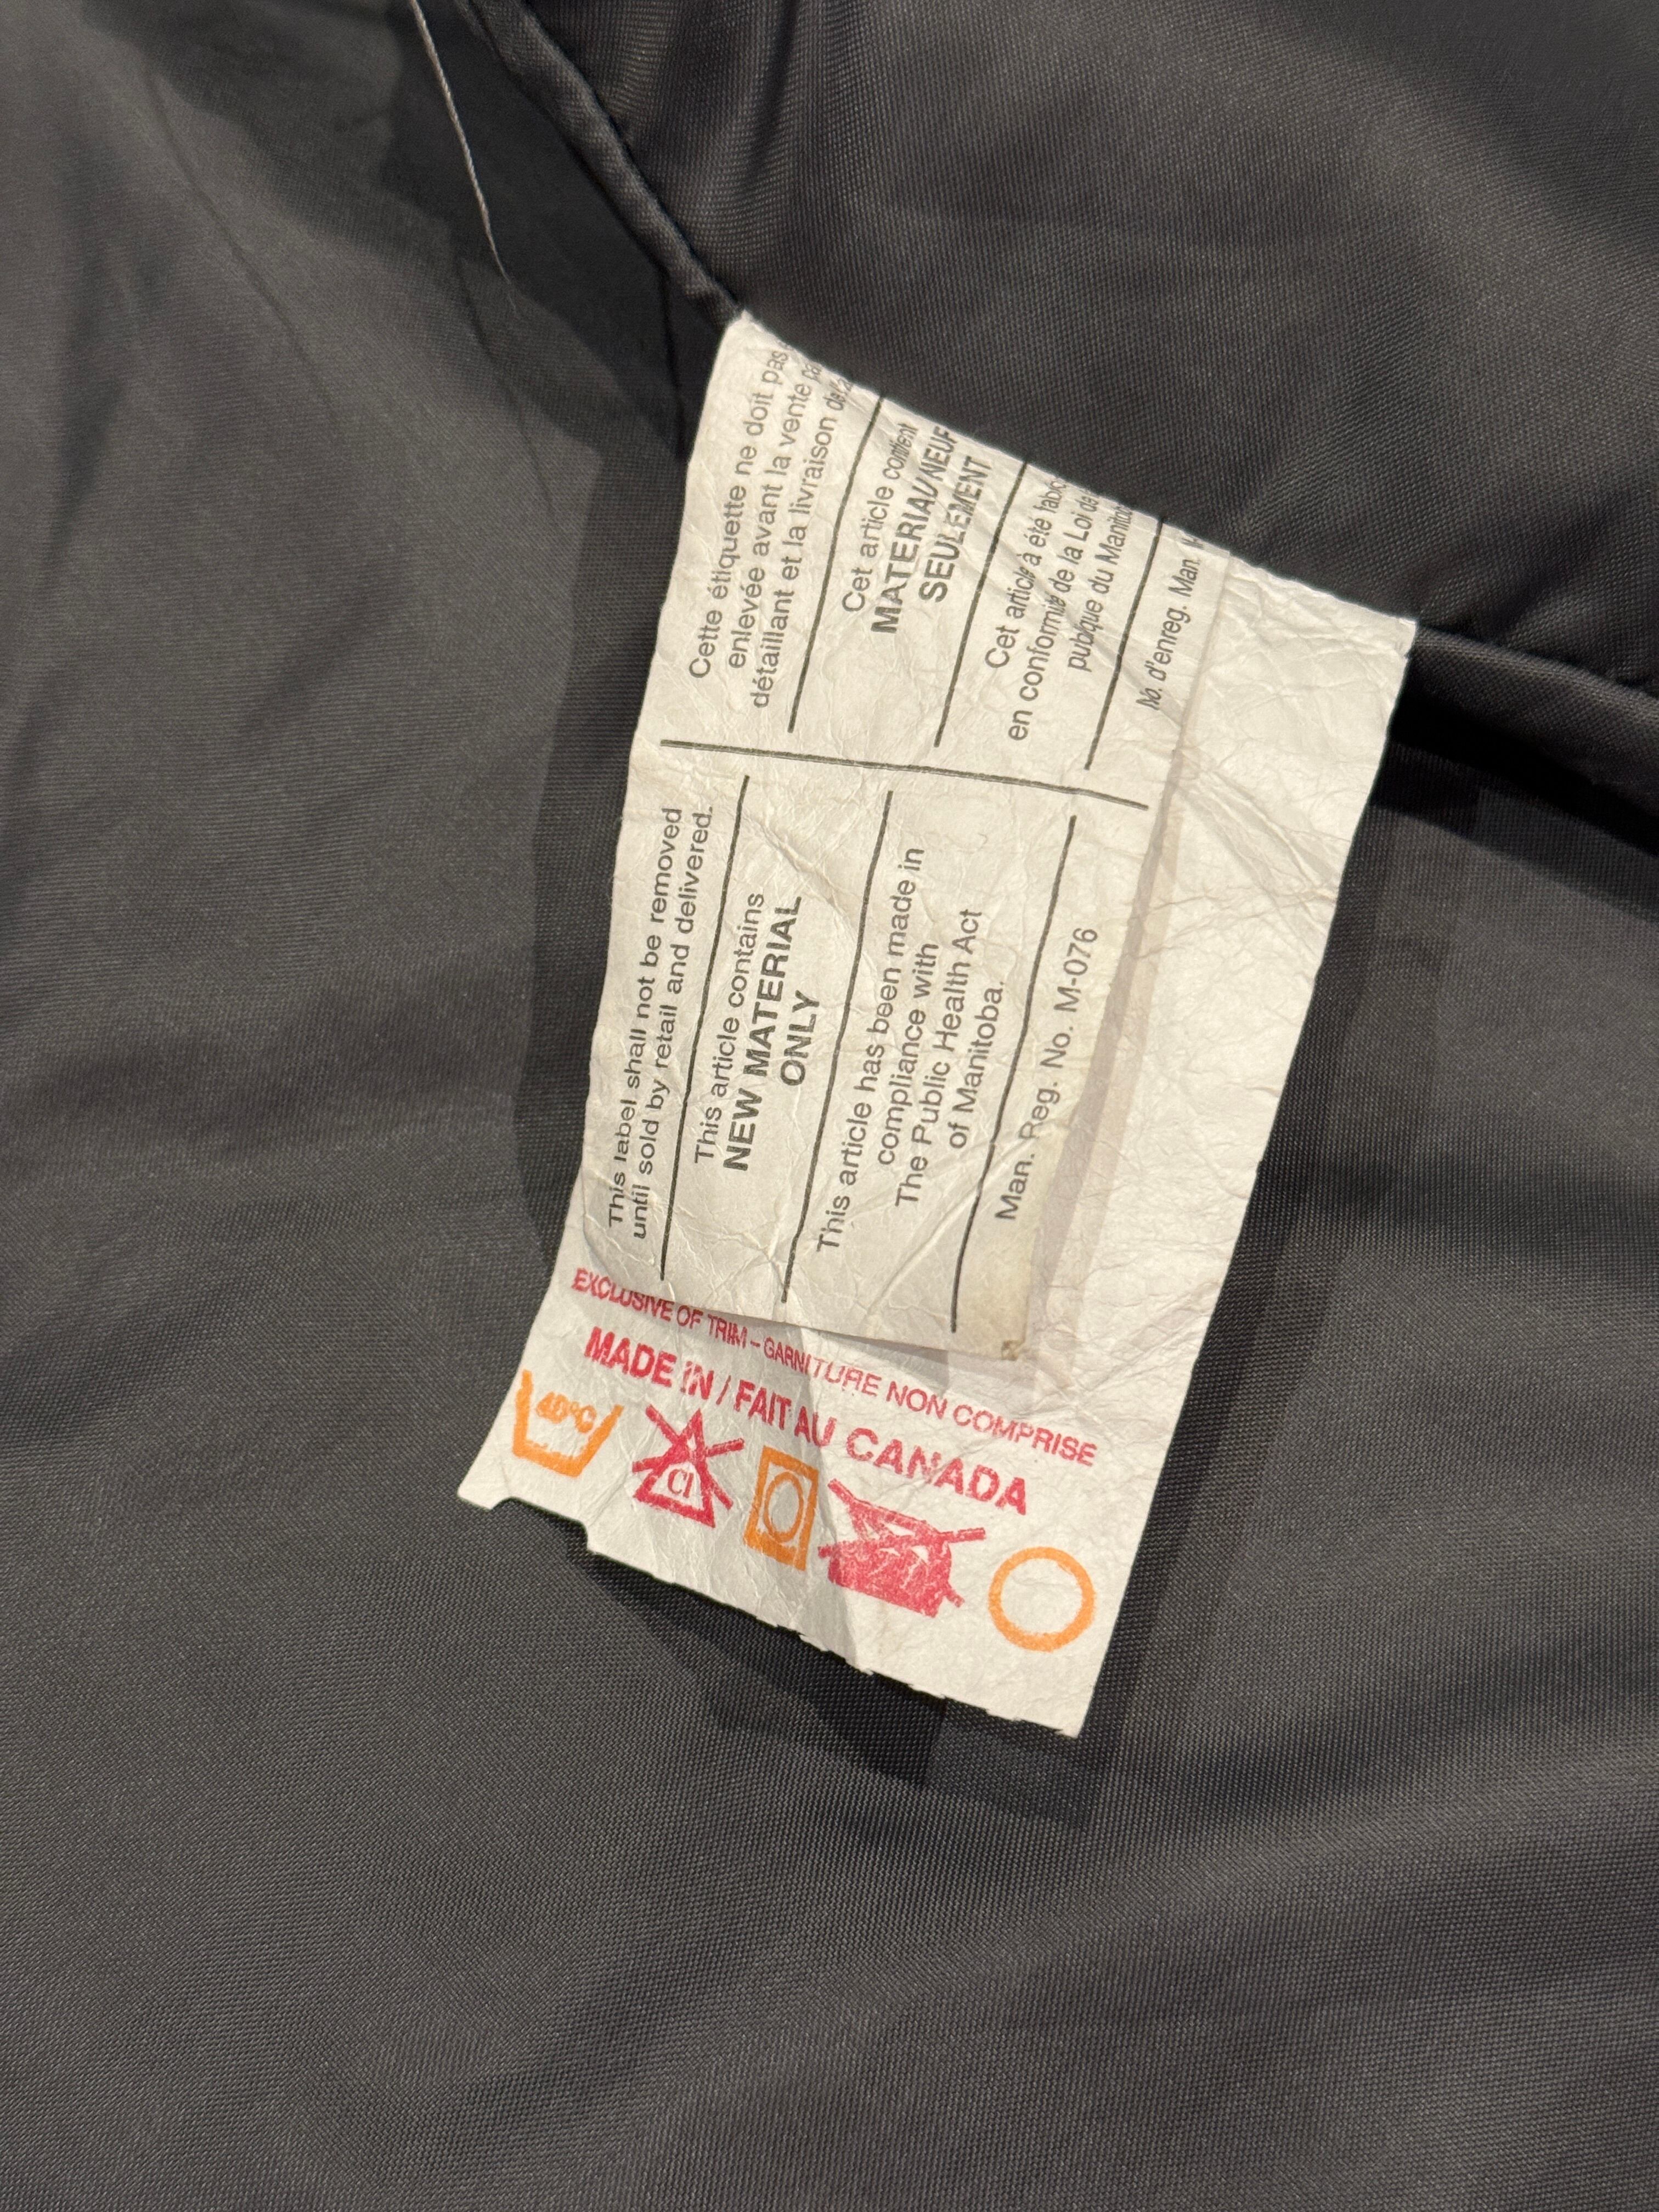 Cette étiquette ne doit pas
enlevée avant la vente
détaillant et la livraison
Cet article contient
MATERIAU NEUF
SEULEMENT
Cet article à été
en conformité de la Loi
publique du
No. d'enreg. Man.
This label shall not be removed
until sold by retail and delivered.
This article contains
NEW MATERIAL
ONLY
This article has been made in
compliance with
The Public Health Act
of Manitoba.
Man. Reg. No. M-076
EXCLUSIVE OF TRIM – GARNITURE NON COMPRISE
MADE IN / FAIT AU CANADA
40°C
Cl